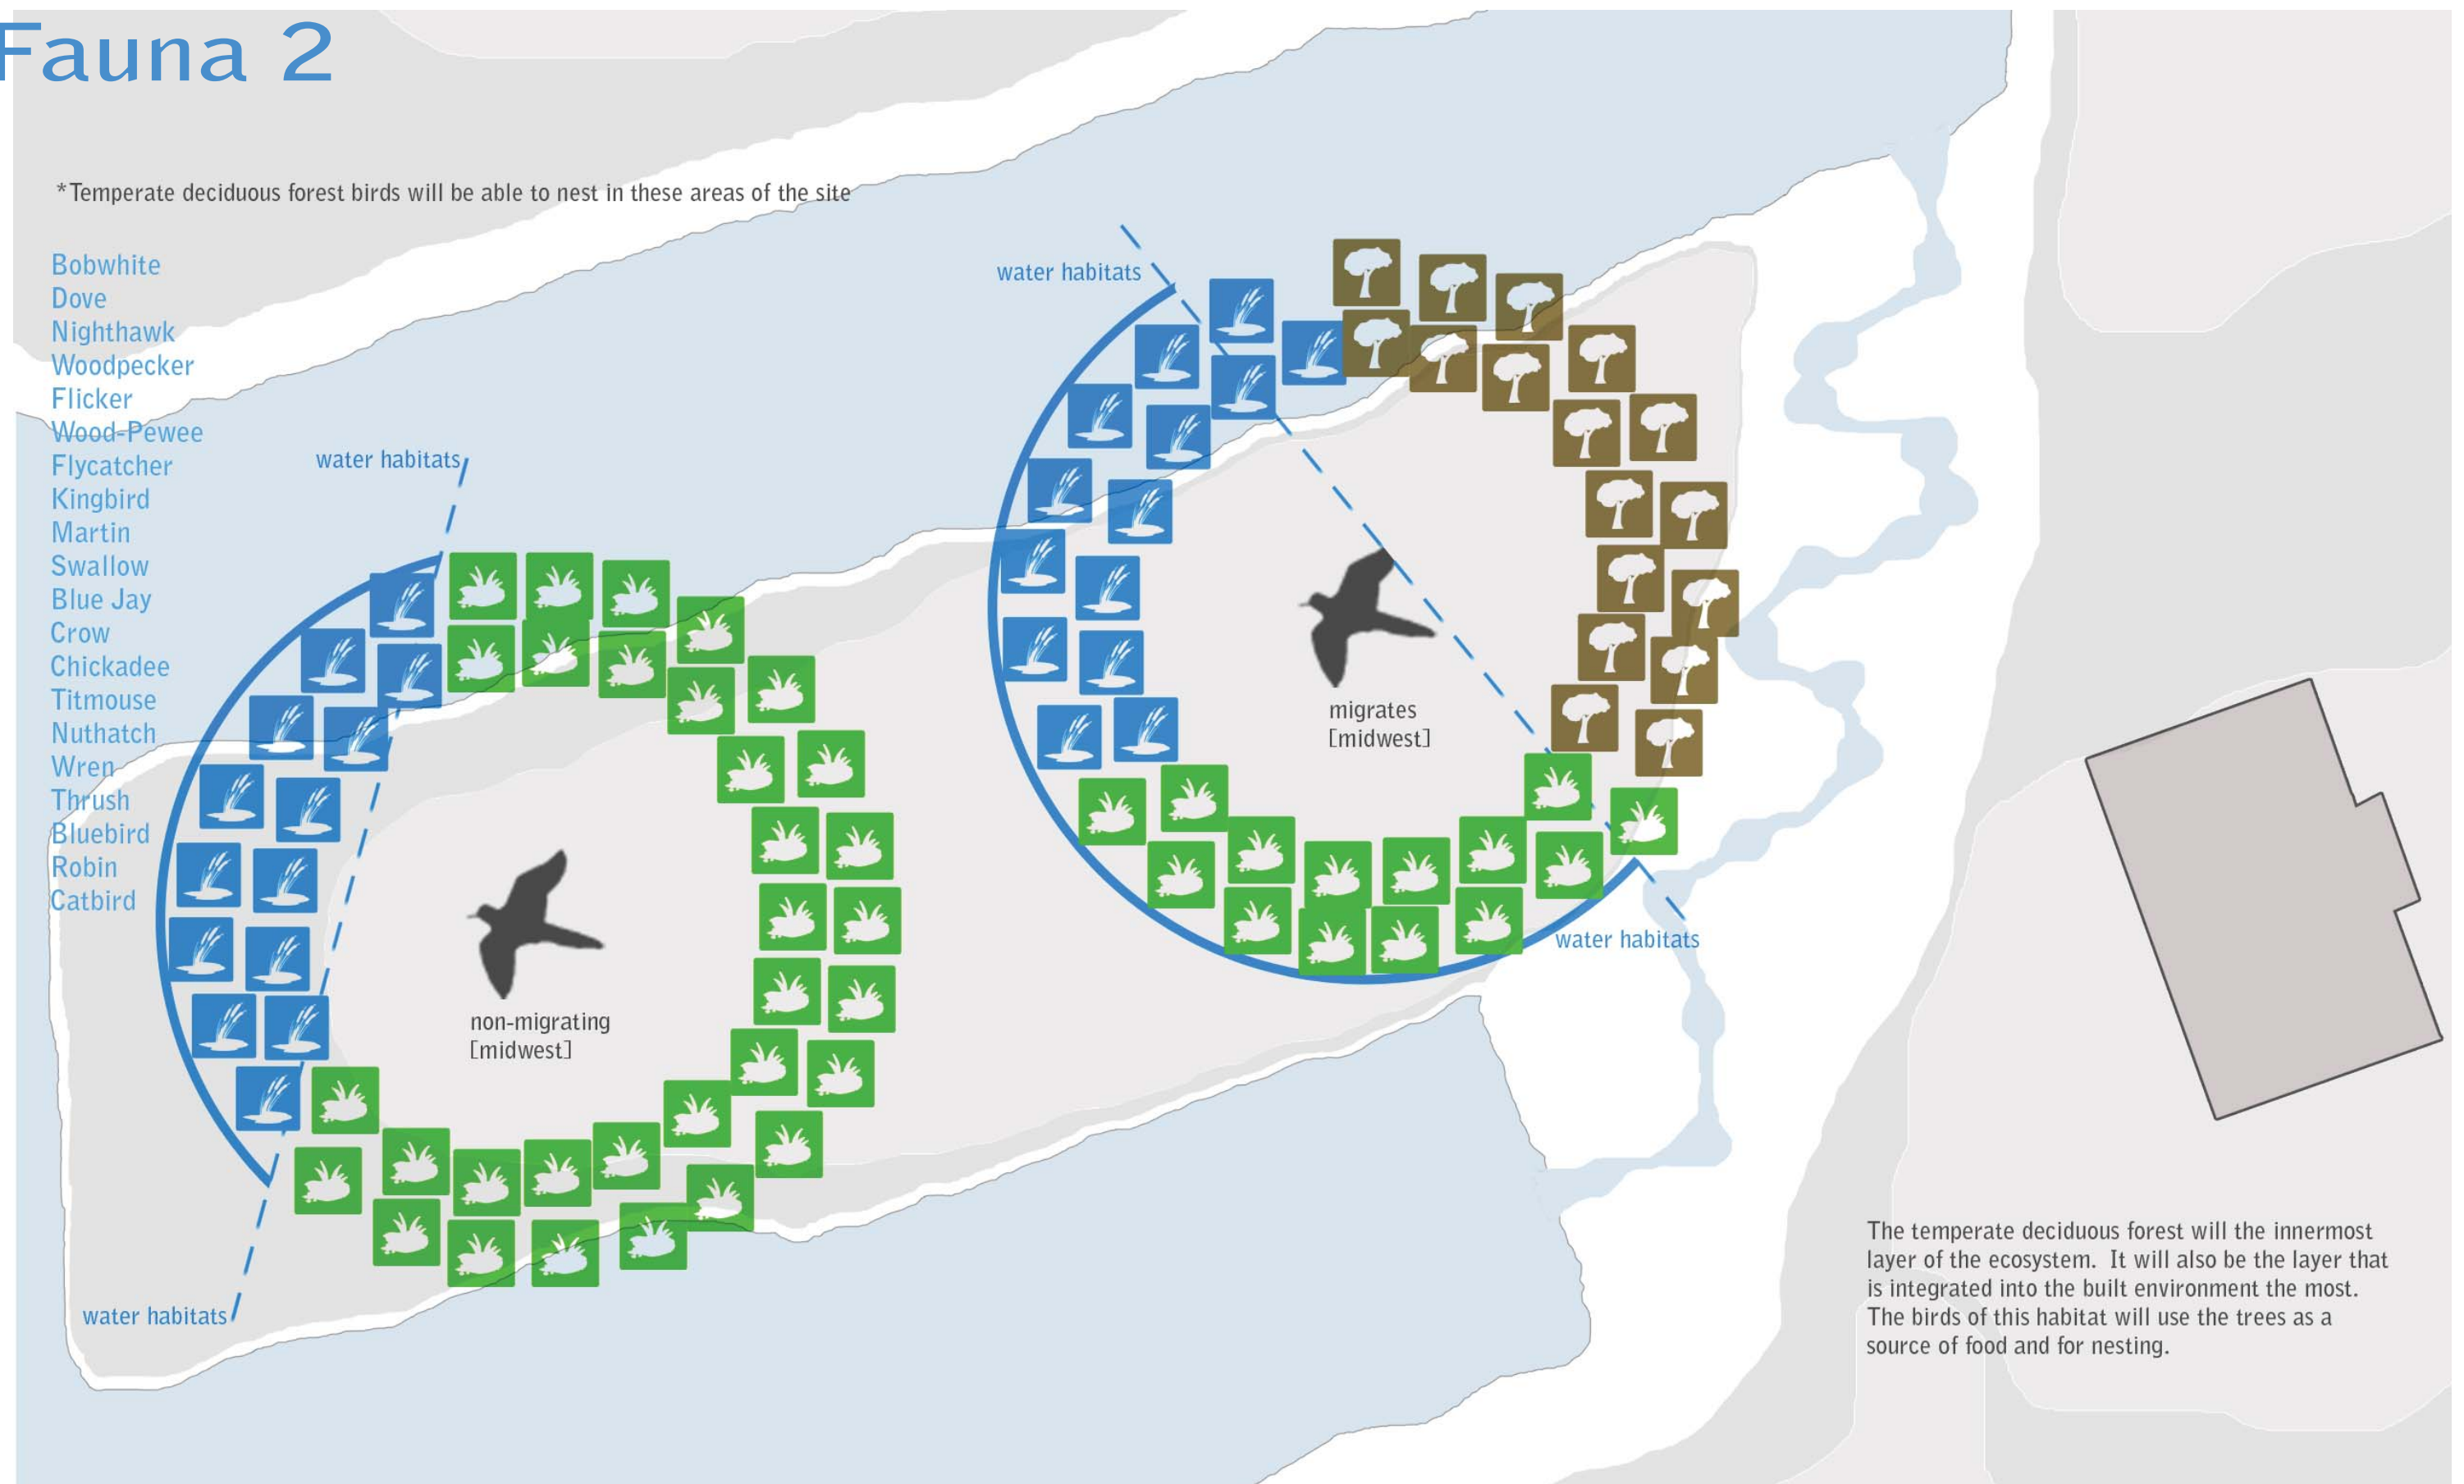 Fauna 2
*Temperate deciduous forest birds will be able to nest in these areas of the site
Bobwhite
Dove
Nighthawk
Woodpecker
Flicker
Wood-Pewee
Flycatcher
Kingbird
Martin
Swallow
Blue Jay
Crow
Chickadee
Titmouse
Nuthatch
Wren
Thrush
Bluebird
Robin
Catbird
water habitats
non-migrating
[midwest]
water habitats
water habitats
migrates
[midwest]
water habitats
The temperate deciduous forest will the innermost
layer of the ecosystem. It will also be the layer that
is integrated into the built environment the most.
The birds of this habitat will use the trees as a
source of food and for nesting.